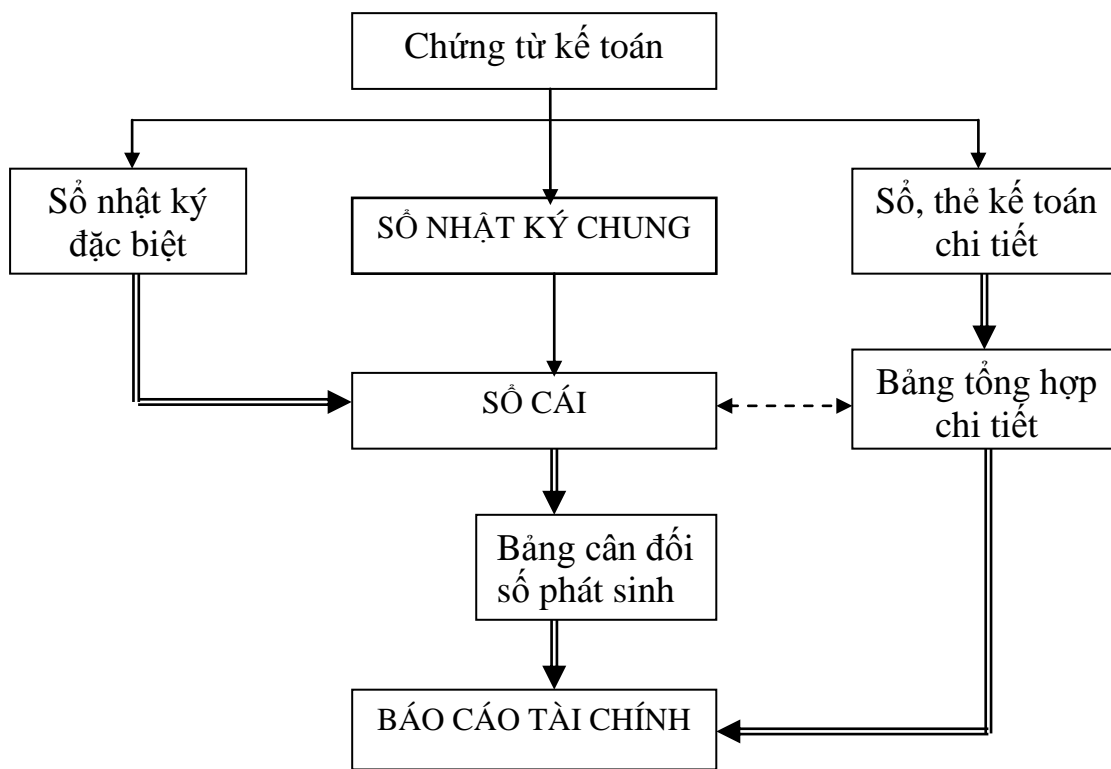 Chứng từ kế toán
Sổ nhật ký
đặc biệt
SỔ NHẬT KÝ CHUNG
Sổ, thẻ kế toán
chi tiết
SỔ CÁI
Bảng tổng hợp
chi tiết
Bảng cân đối
số phát sinh
BÁO CÁO TÀI CHÍNH